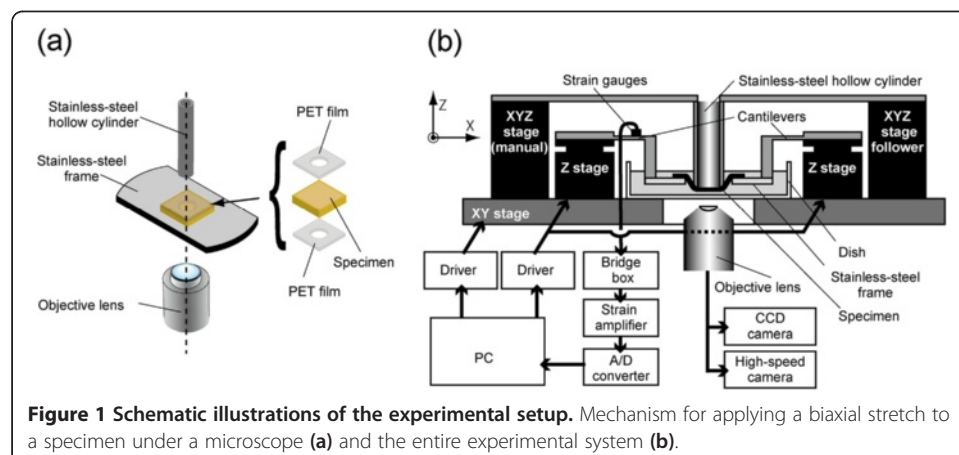 (a)
Stainless-steel
hollow cylinder
Stainless-steel
frame
Objective lens
PET film
Specimen
PET film
(b)
Z
X
Strain gauges
Stainless-steel hollow cylinder
Cantilevers
XYZ
stage
(manual)
Z stage
Z stage
XYZ
stage
follower
XY stage
Dish
Stainless-steel
frame
Specimen
Objective lens
Driver
Driver
Bridge
box
Strain
amplifier
A/D
converter
PC
CCD
camera
High-speed
camera
Figure 1 Schematic illustrations of the experimental setup. Mechanism for applying a biaxial stretch to
a specimen under a microscope (a) and the entire experimental system (b).